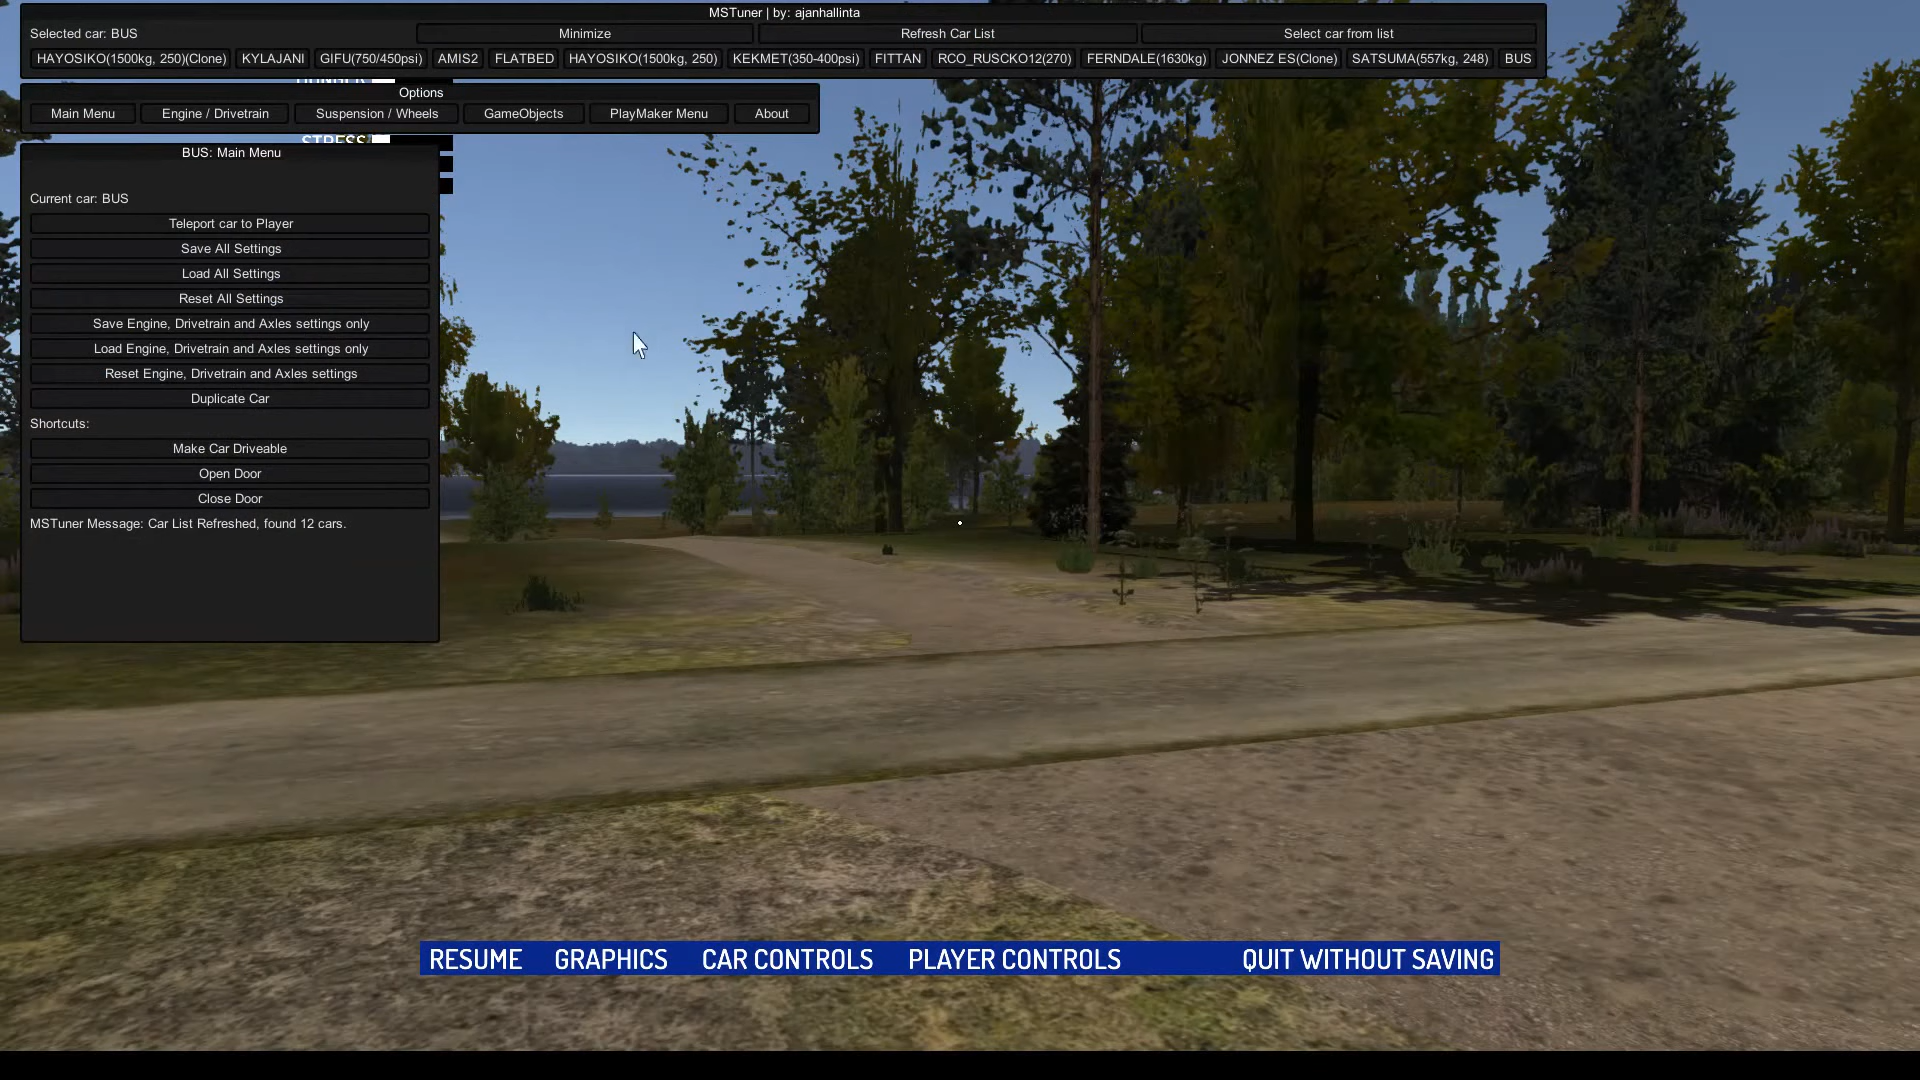 MSTuner | by: ajanhallinta
Selected car: BUS
Minimize
Refresh Car List
Select car from list
HAYOSIKO(1500kg, 250)(Clone)
KYLAJANI
GIFU(750/450psi)
AMIS2
FLATBED
HAYOSIKO(1500kg, 250)
KEKMET(350-400psi)
FITTAN
RCO_RUSCKO12(270)
FERNDALE(1630kg)
JONNEZ ES(Clone)
SATSUMA(557kg, 248)
BUS
Options
Main Menu
Engine / Drivetrain
Suspension / Wheels
GameObjects
PlayMaker Menu
About
STRESS
BUS: Main Menu
Current car: BUS
Teleport car to Player
Save All Settings
Load All Settings
Reset All Settings
Save Engine, Drivetrain and Axles settings only
Load Engine, Drivetrain and Axles settings only
Reset Engine, Drivetrain and Axles settings
Duplicate Car
Shortcuts:
Make Car Driveable
Open Door
Close Door
MSTuner Message: Car List Refreshed, found 12 cars.
RESUME
GRAPHICS
CAR CONTROLS
PLAYER CONTROLS
QUIT WITHOUT SAVING